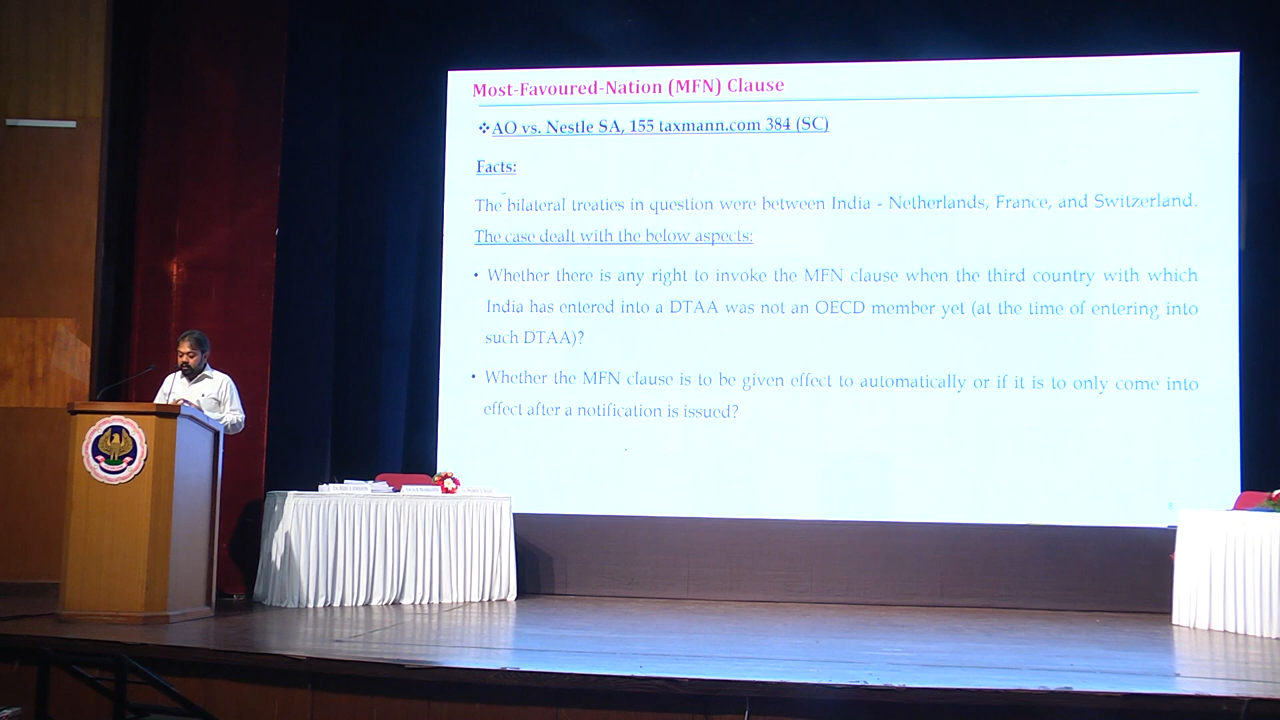 Most-Favoured-Nation (MFN) Clause
❖AO vs. Nestle SA, 155 taxmann.com 384 (SC)
Facts:
The bilateral treaties in question were between India - Netherlands, France, and Switzerland.
The case dealt with the below aspects:
• Whether there is any right to invoke the MFN clause when the third country with which
India has entered into a DTAA was not an OECD member yet (at the time of entering into
such DTAA)?
• Whether the MFN clause is to be given effect to automatically or if it is to only come into
effect after a notification is issued?